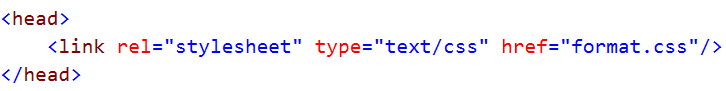 <head>
    <link rel="stylesheet" type="text/css" href="format.css"/>
</head>